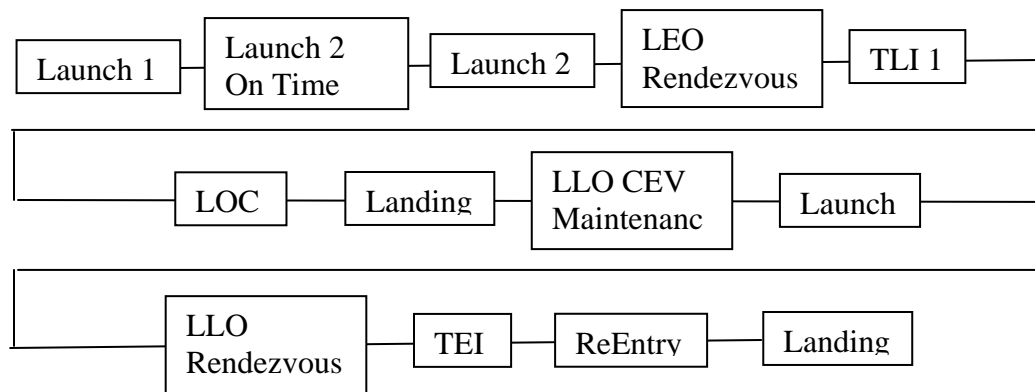 Launch 1
Launch 2
On Time
Launch 2
LEO
Rendezvous
TLI 1
LOC
Landing
LLO CEV
Maintenanc
Launch
LLO
Rendezvous
TEI
ReEntry
Landing